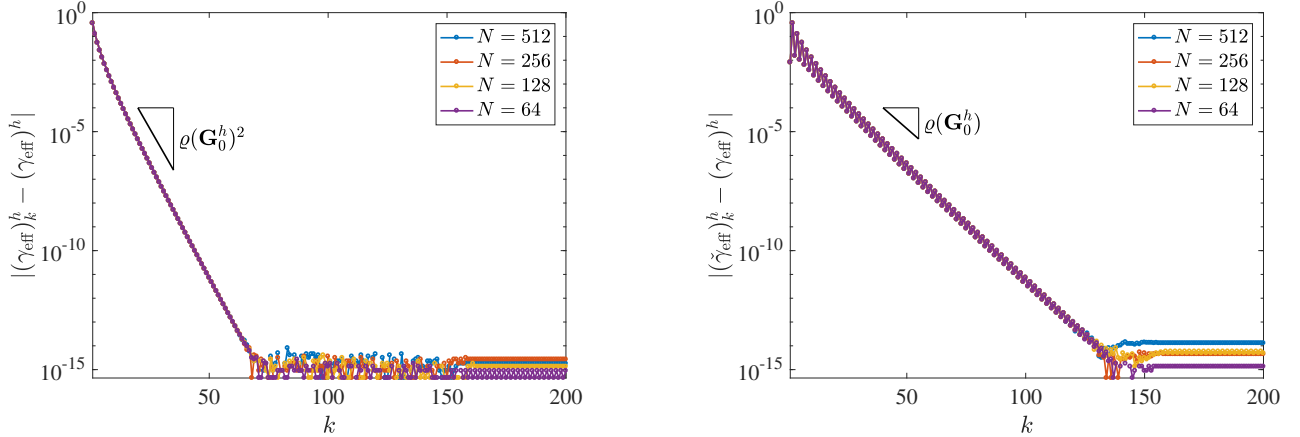 10^0
10^{-5}
10^{-10}
10^{-15}
50
100
150
200
k
|(γ_eff)^h_k − (γ_eff)^h|
N = 512
N = 256
N = 128
N = 64
ϱ(𝐆^h_0)^2
10^0
10^{-5}
10^{-10}
10^{-15}
50
100
150
200
k
|(γ̌_eff)^h_k − (γ_eff)^h|
N = 512
N = 256
N = 128
N = 64
ϱ(𝐆^h_0)